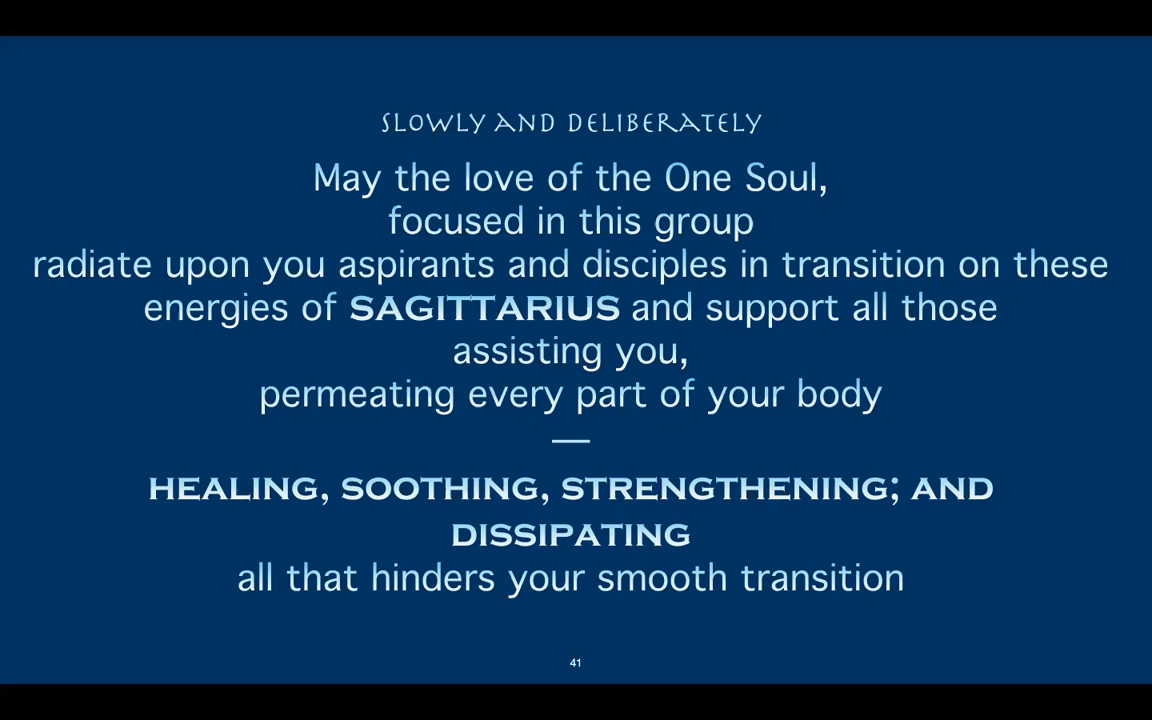 SLOWLY AND DELIBERATELY
May the love of the One Soul,
focused in this group
radiate upon you aspirants and disciples in transition on these
energies of SAGITTARIUS and support all those
assisting you,
permeating every part of your body
—
HEALING, SOOTHING, STRENGTHENING; AND
DISSIPATING
all that hinders your smooth transition
41